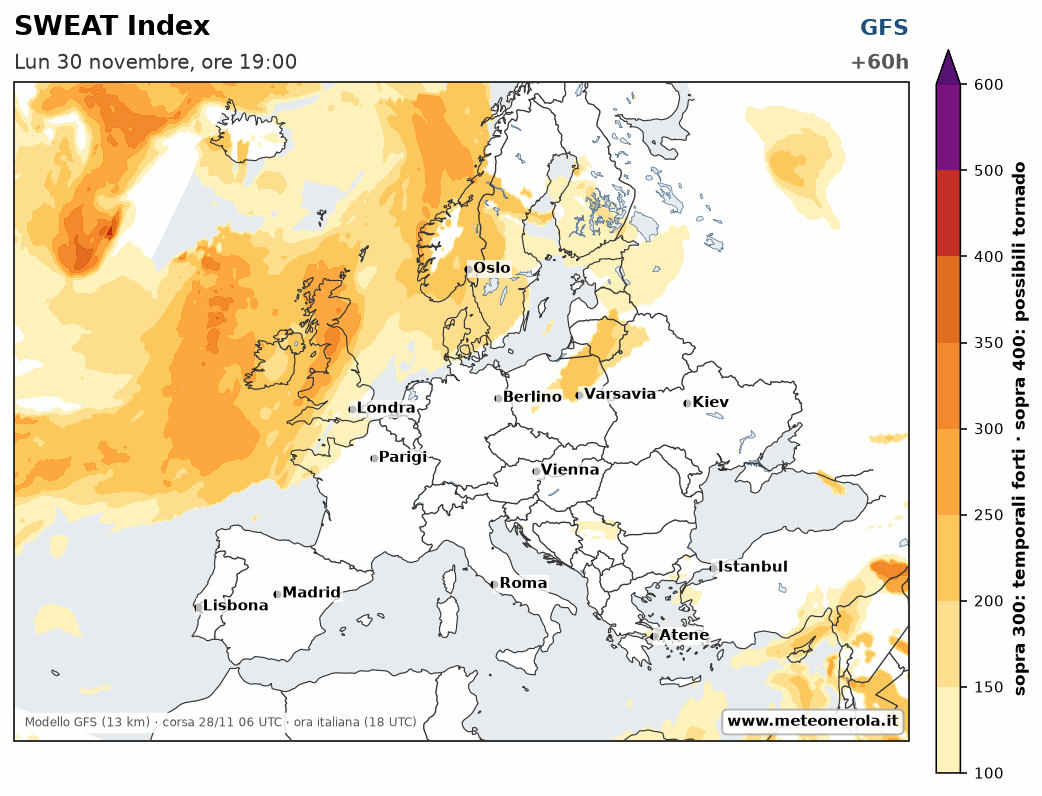 SWEAT Index
GFS
Lun 30 novembre, ore 19:00
+60h
Oslo
Berlino
Varsavia
Kiev
Londra
Parigi
Vienna
Istanbul
Roma
Madrid
Lisbona
Atene
Modello GFS (13 km) · corsa 28/11 06 UTC · ora italiana (18 UTC)
www.meteonerola.it
600
500
400
350
300
250
200
150
100
sopra 300: temporali forti · sopra 400: possibili tornado